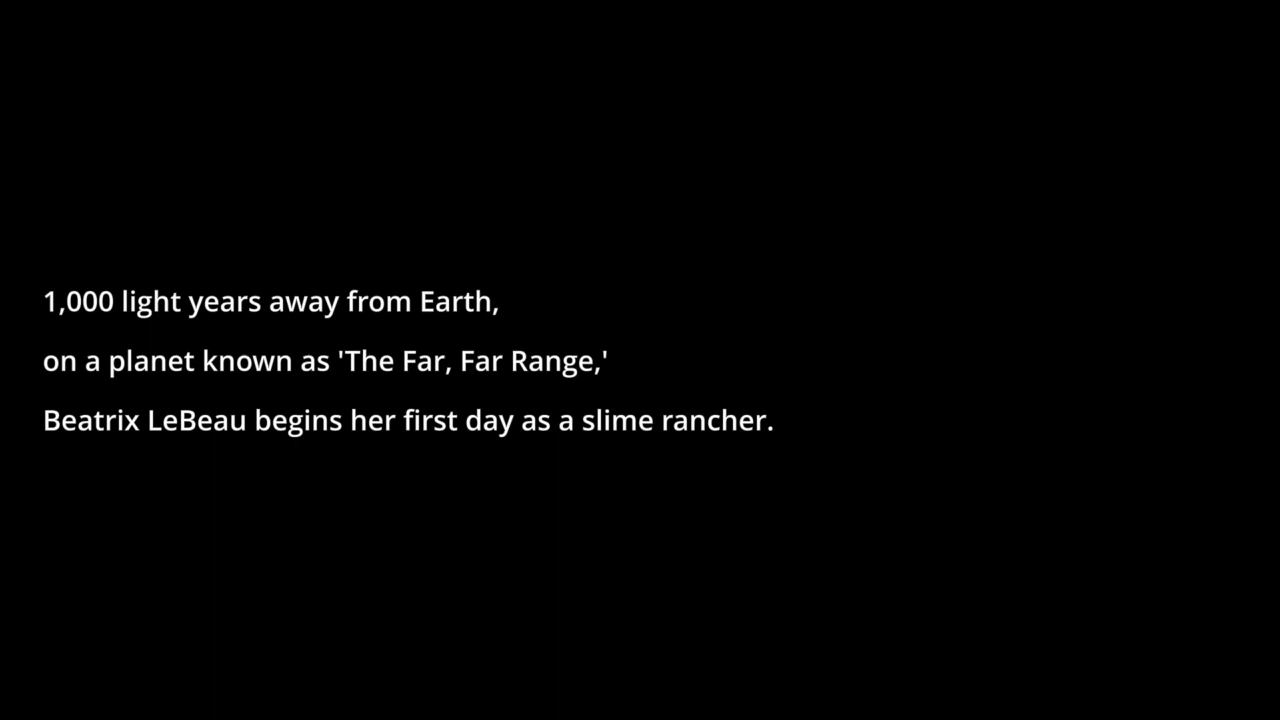 1,000 light years away from Earth,
on a planet known as 'The Far, Far Range,'
Beatrix LeBeau begins her first day as a slime rancher.